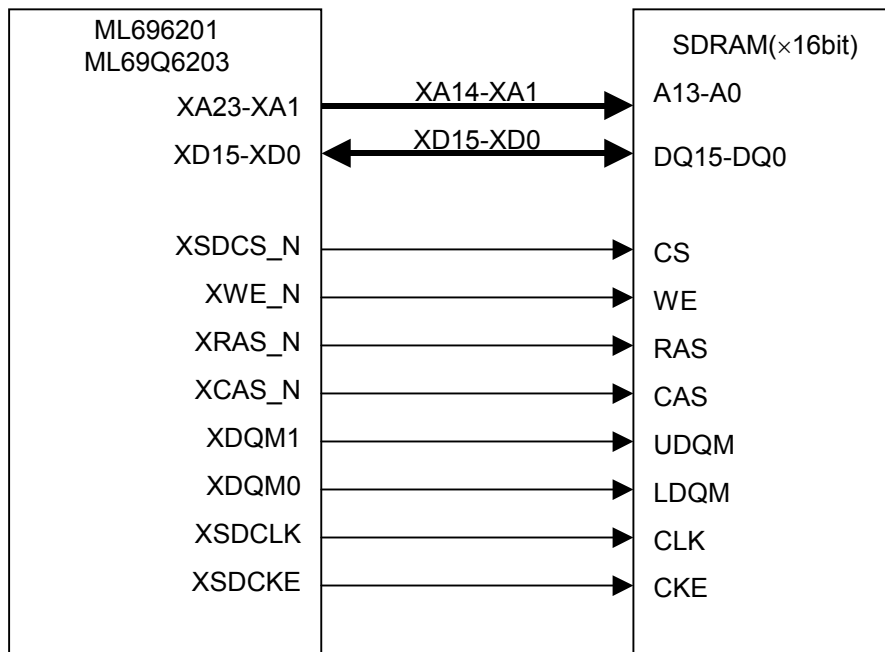 ML696201
ML69Q6203
SDRAM(×16bit)
XA23-XA1
XA14-XA1
A13-A0
XD15-XD0
XD15-XD0
DQ15-DQ0
XSDCS_N
CS
XWE_N
WE
XRAS_N
RAS
XCAS_N
CAS
XDQM1
UDQM
XDQM0
LDQM
XSDCLK
CLK
XSDCKE
CKE